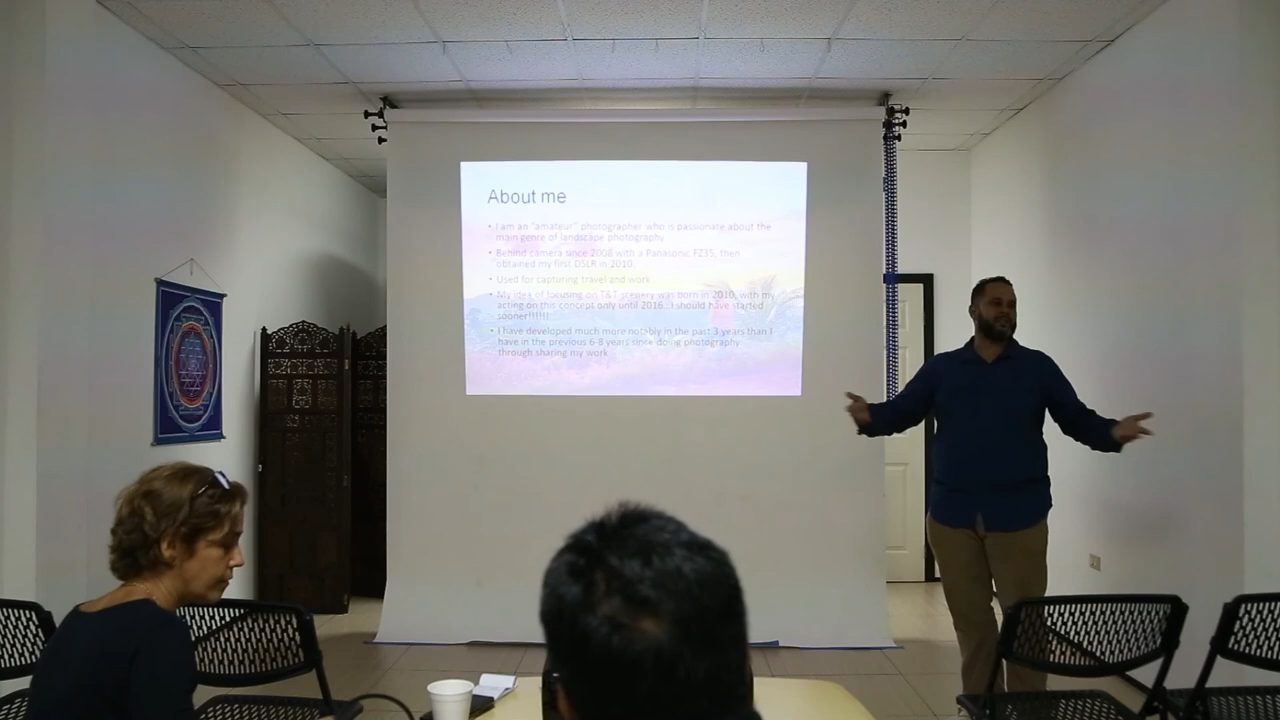 About me
• I am an "amateur" photographer who is passionate about the
main genre of landscape photography
• Behind camera since 2008 with a Panasonic FZ35, then
obtained my first DSLR in 2010.
• Used for capturing travel and work
• My idea of focusing on T&T scenery was born in 2010, with my
acting on this concept only until 2016. I should have started
sooner!!!!!!
• I have developed much more notably in the past 3 years than I
have in the previous 6-8 years since doing photography
through sharing my work